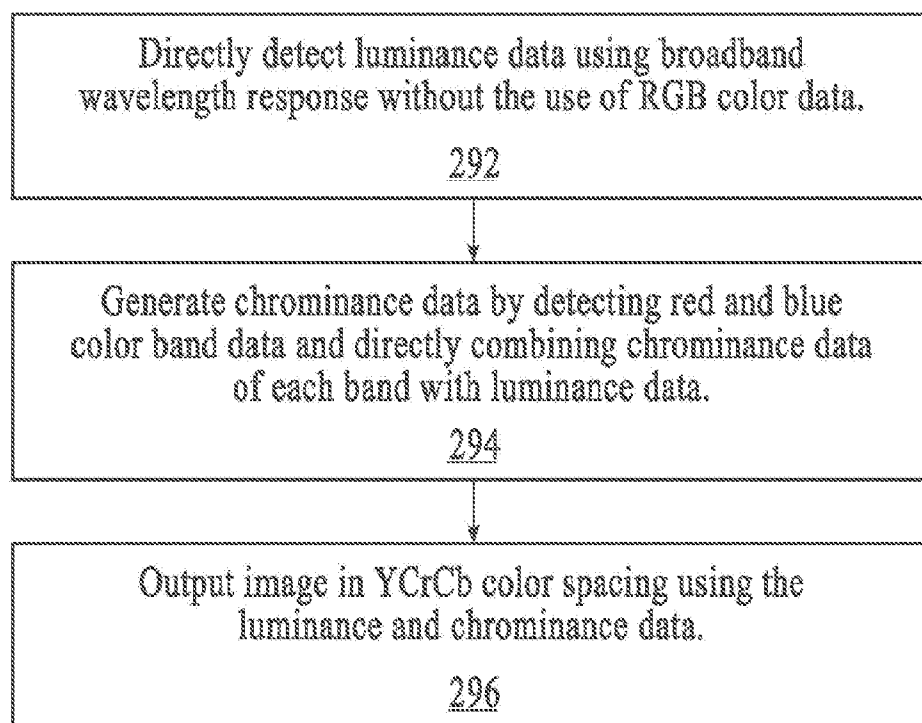 Directly detect luminance data using broadband
wavelength response without the use of RGB color data.
292
Generate chrominance data by detecting red and blue
color band data and directly combining chrominance data
of each band with luminance data.
294
Output image in YCrCb color spacing using the
luminance and chrominance data.
296